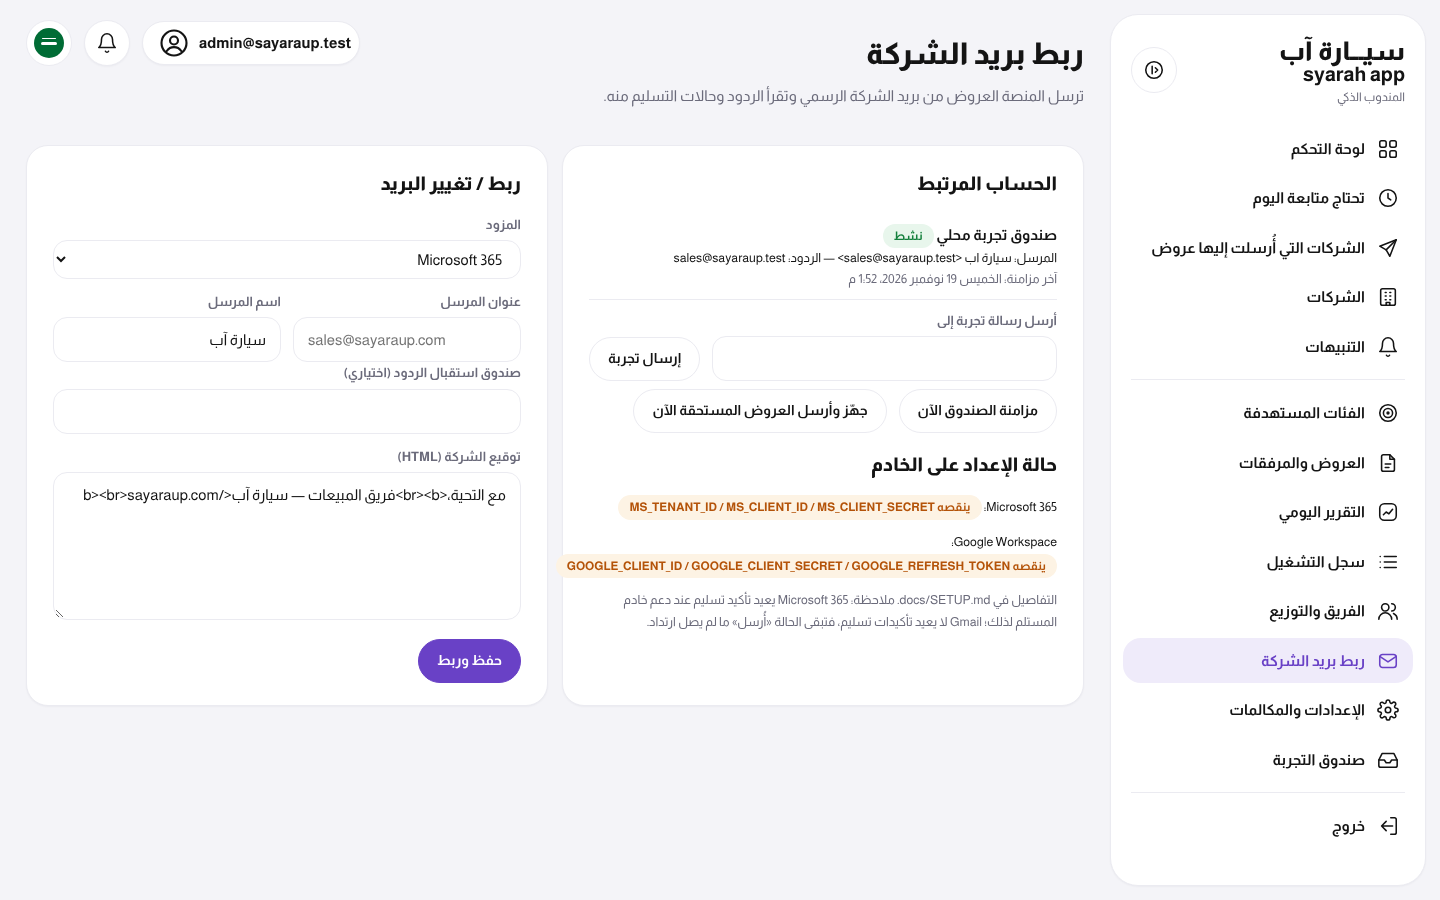 سيارة آب
syarah app
المندوب الذكي
لوحة التحكم
تحتاج متابعة اليوم
الشركات التي أُرسلت إليها عروض
الشركات
التنبيهات
الفئات المستهدفة
العروض والمرفقات
التقرير اليومي
سجل التشغيل
الفريق والتوزيع
ربط بريد الشركة
الإعدادات والمكالمات
صندوق التجربة
خروج
admin@sayaraup.test
ربط بريد الشركة
ترسل المنصة العروض من بريد الشركة الرسمي وتقرأ الردود وحالات التسليم منه.
الحساب المرتبط
صندوق تجربة محلي نشط
المرسل: سيارة اب <sales@sayaraup.test> — الردود: sales@sayaraup.test
آخر مزامنة: الخميس 19 نوفمبر 2026، 1:52 م
أرسل رسالة تجربة إلى
إرسال تجربة
مزامنة الصندوق الآن
جهّز وأرسل العروض المستحقة الآن
حالة الإعداد على الخادم
Microsoft 365: ينقصه MS_TENANT_ID / MS_CLIENT_ID / MS_CLIENT_SECRET
Google Workspace:
ينقصه GOOGLE_CLIENT_ID / GOOGLE_CLIENT_SECRET / GOOGLE_REFRESH_TOKEN
التفاصيل في docs/SETUP.md. ملاحظة: Microsoft 365 يعيد تأكيد تسليم عند دعم خادم
المستلم لذلك؛ Gmail لا يعيد تأكيدات تسليم، فتبقى الحالة «أُرسل» ما لم يصل ارتداد.
ربط / تغيير البريد
المزود
Microsoft 365
عنوان المرسل
اسم المرسل
sales@sayaraup.com
سيارة آب
صندوق استقبال الردود (اختياري)
توقيع الشركة (HTML)
مع التحية،<br><b>فريق المبيعات — سيارة آب</b><br>sayaraup.com
حفظ وربط